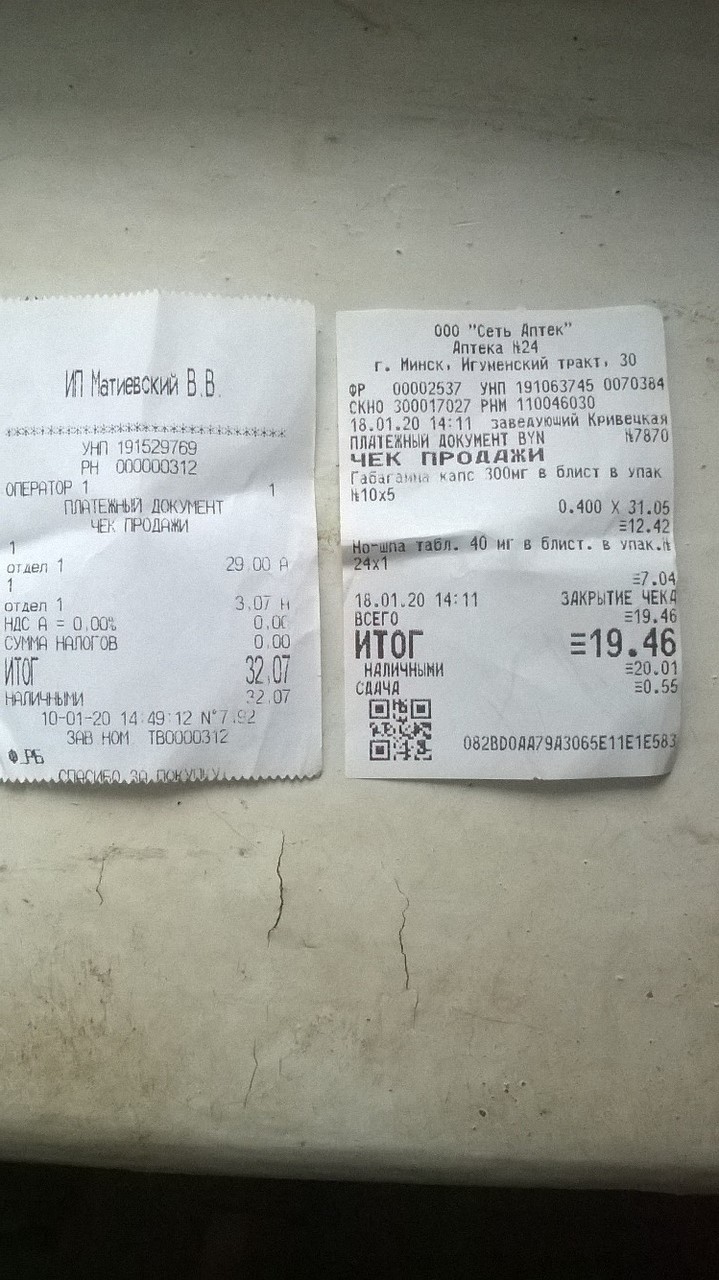 ИП Матиевский В.В.
******************************
УНП 191529769
РН 000000312
ОПЕРАТОР 1 1
ПЛАТЕЖНЫЙ ДОКУМЕНТ
ЧЕК ПРОДАЖИ
1
отдел 1 29,00 А
1
отдел 1 3,07 Н
НДС А = 0,00% 0,00
СУММА НАЛОГОВ 0,00
ИТОГ 32,07
НАЛИЧНЫМИ 32,07
10-01-20 14:49:12
ЗАВ НОМ ТВ0000312
Ф.РБ
СПАСИБО ЗА ПОКУПКУ!
ООО "Сеть Аптек"
Аптека №24
г. Минск, Игуменский тракт, 30
ФР 00002537 УНП 191063745 0070384
СКНО 300017027 РНМ 110046030
18.01.20 14:11 заведующий Кривецкая
ПЛАТЕЖНЫЙ ДОКУМЕНТ BYN №7870
ЧЕК ПРОДАЖИ
Габагамма капс 300мг в блист в упак
№10х5
0.400 X 31.05
≡12.42
Но-шпа табл. 40 мг в блист. в упак.№
24х1
≡7.04
18.01.20 14:11 ЗАКРЫТИЕ ЧЕКА
ВСЕГО ≡19.46
ИТОГ ≡19.46
НАЛИЧНЫМИ ≡20.01
СДАЧА ≡0.55
082BD0AA79A3065E11E1E583